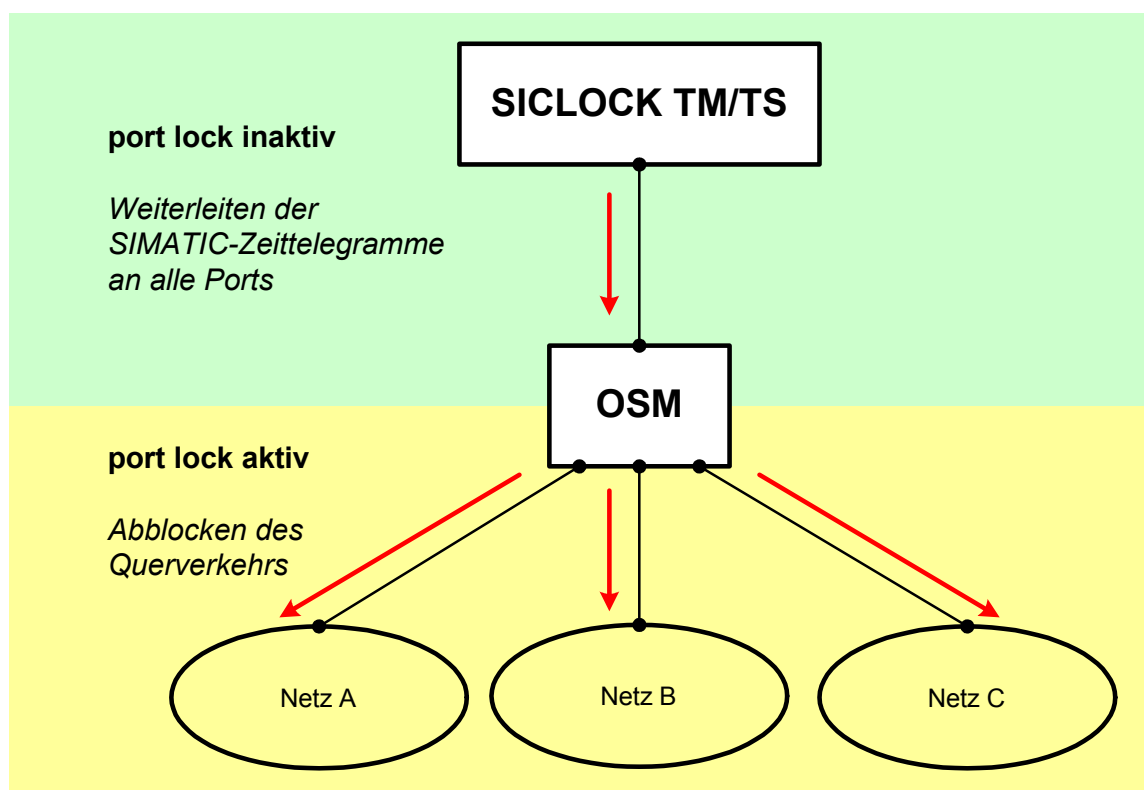 SICLOCK TM/TS
port lock inaktiv
Weiterleiten der
SIMATIC-Zeittelegramme
an alle Ports
OSM
port lock aktiv
Abblocken des
Querverkehrs
Netz A
Netz B
Netz C